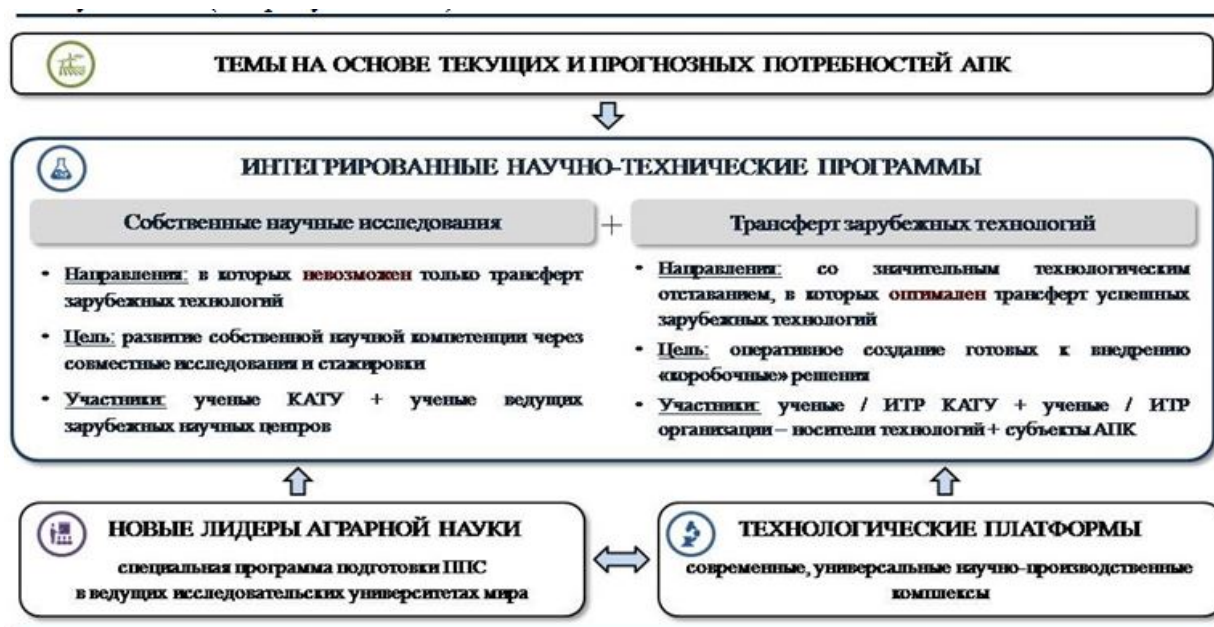 ТЕМЫ НА ОСНОВЕ ТЕКУЩИХ И ПРОГНОЗНЫХ ПОТРЕБНОСТЕЙ АПК
ИНТЕГРИРОВАННЫЕ НАУЧНО-ТЕХНИЧЕСКИЕ ПРОГРАММЫ
Собственные научные исследования
• Направления: в которых невозможен только трансферт
зарубежных технологий
• Цель: развитие собственной научной компетенции через
совместные исследования и стажировки
• Участники: ученые КАТУ + ученые ведущих
зарубежных научных центров
+
Трансферт зарубежных технологий
• Направления: со значительным технологическим
отставанием, в которых оптимален трансферт успешных
зарубежных технологий
• Цель: оперативное создание готовых к внедрению
«коробочные» решения
• Участники: ученые / ИТР КАТУ + ученые / ИТР
организации – носители технологий + субъекты АПК
НОВЫЕ ЛИДЕРЫ АГРАРНОЙ НАУКИ
специальная программа подготовки ППС
в ведущих исследовательских университетах мира
ТЕХНОЛОГИЧЕСКИЕ ПЛАТФОРМЫ
современные, универсальные научно-производственные
комплексы